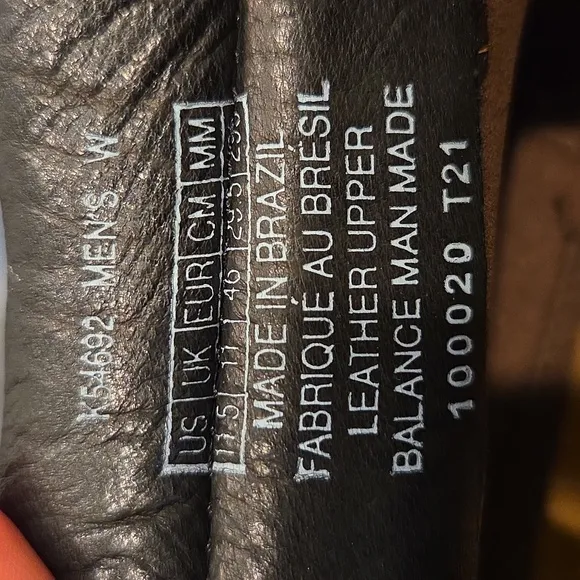 K54692 MEN'S W
US UK EUR CM MM
11.5 11 46 29.5
MADE IN BRAZIL
FABRIQUÉ AU BRÉSIL
LEATHER UPPER
BALANCE MAN MADE
100020 T21